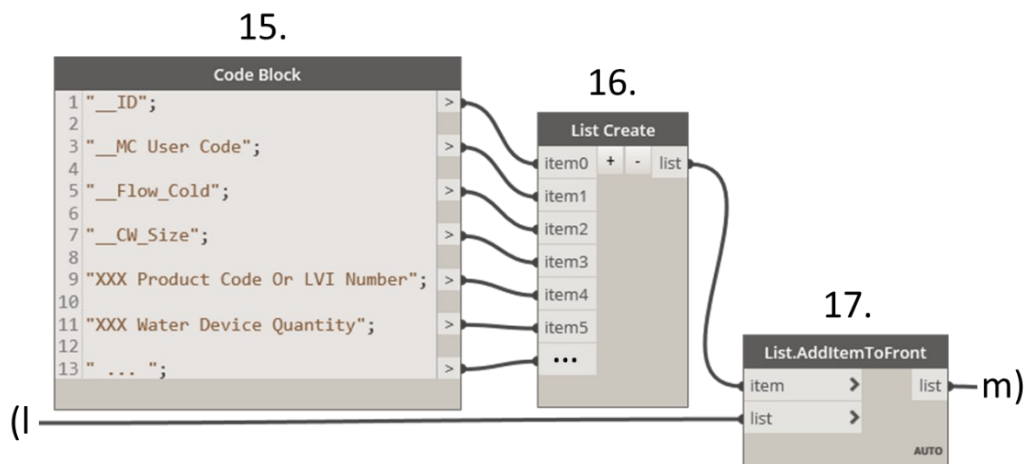 15.
Code Block
1 "__ID";
2
3 "__MC User Code";
4
5 "__Flow_Cold";
6
7 "__CW_Size";
8
9 "XXX Product Code Or LVI Number";
10
11 "XXX Water Device Quantity";
12
13 " ... ";
>
>
>
>
>
>
>
16.
List Create
item0 + - list
item1
item2
item3
item4
item5
...
17.
List.AddItemToFront
item > list
list >
AUTO
(l
m)